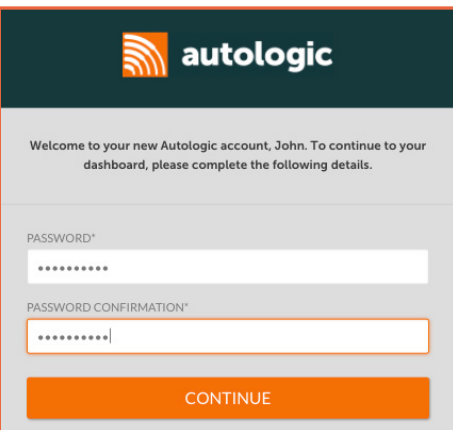 autologic
Welcome to your new Autologic account, John. To continue to your
dashboard, please complete the following details.
PASSWORD*
••••••••••
PASSWORD CONFIRMATION*
••••••••••
CONTINUE